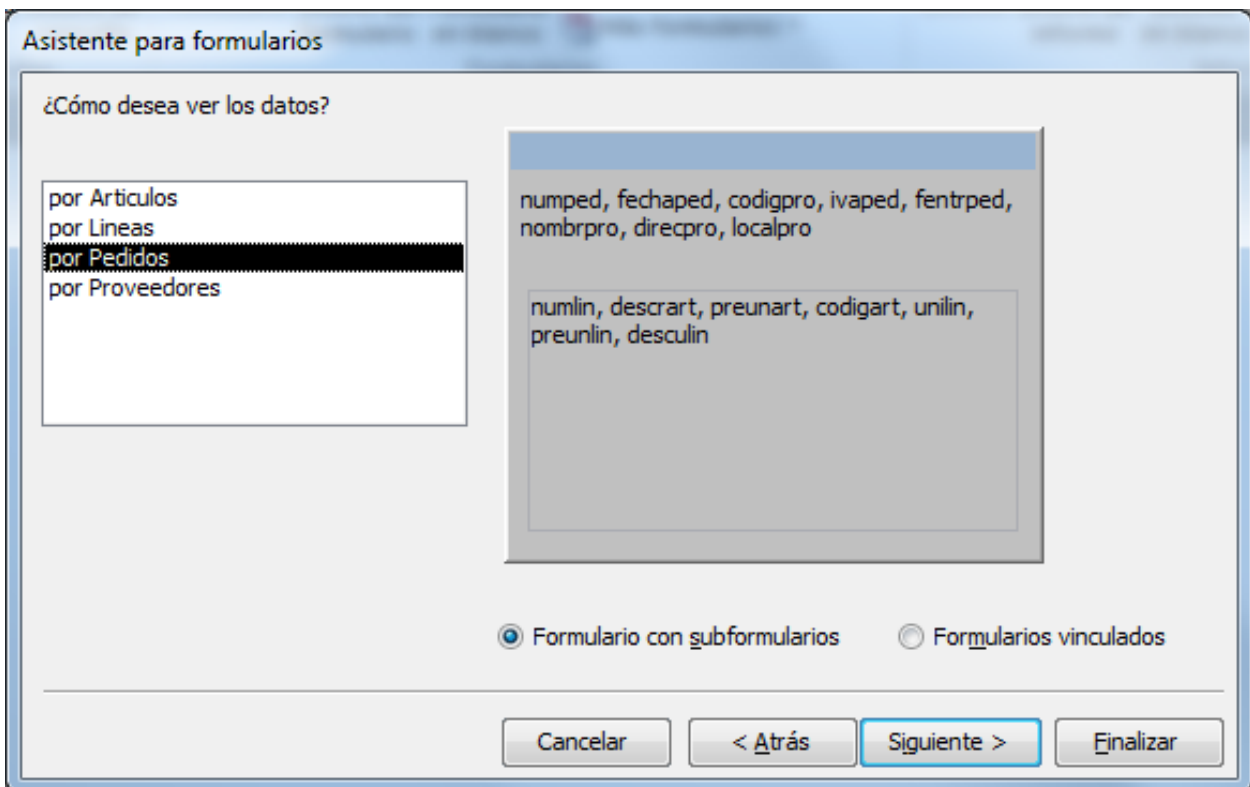 Asistente para formularios
¿Cómo desea ver los datos?
por Articulos
por Lineas
por Pedidos
por Proveedores
numped, fechaped, codigpro, ivaped, fentrped,
nombrpro, direcpro, localpro
numlin, descrart, preunart, codigart, unilin,
preunlin, desculin
Formulario con subformularios
Formularios vinculados
Cancelar
< Atrás
Siguiente >
Finalizar